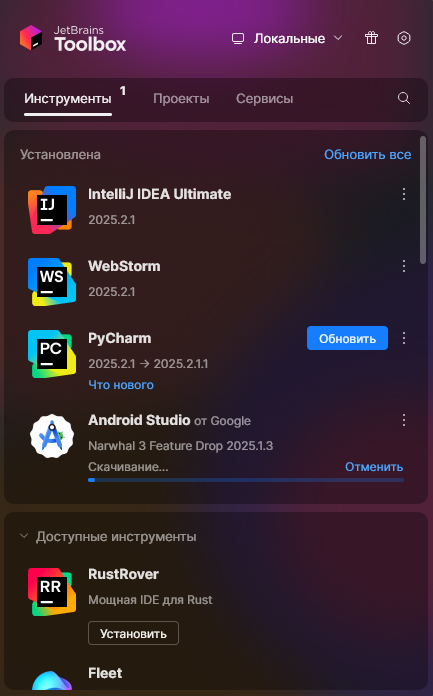 JetBrains
Toolbox
Локальные
Инструменты 1
Проекты
Сервисы
Установлена
Обновить все
IJ
IntelliJ IDEA Ultimate
2025.2.1
WS
WebStorm
2025.2.1
PC
PyCharm
Обновить
2025.2.1 → 2025.2.1.1
Что нового
Android Studio от Google
Narwhal 3 Feature Drop 2025.1.3
Скачивание...
Отменить
Доступные инструменты
RR
RustRover
Мощная IDE для Rust
Установить
Fleet